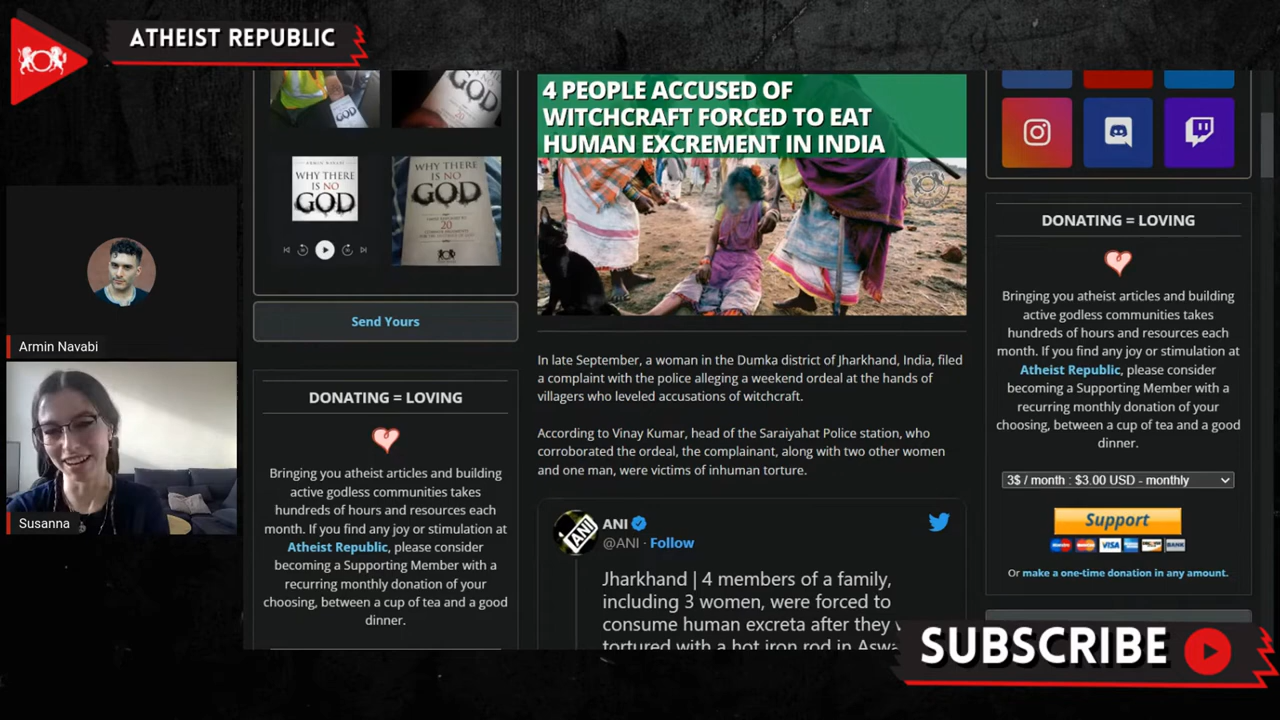 ATHEIST REPUBLIC
Armin Navabi
Susanna
GOD
GOD
20
ARMIN NAVABI
WHY THERE
IS NO
GOD
WHY THERE
IS NO
GOD
20
Send Yours
DONATING = LOVING
Bringing you atheist articles and building
active godless communities takes
hundreds of hours and resources each
month. If you find any joy or stimulation at
Atheist Republic, please consider
becoming a Supporting Member with a
recurring monthly donation of your
choosing, between a cup of tea and a good
dinner.
4 PEOPLE ACCUSED OF
WITCHCRAFT FORCED TO EAT
HUMAN EXCREMENT IN INDIA
In late September, a woman in the Dumka district of Jharkhand, India, filed
a complaint with the police alleging a weekend ordeal at the hands of
villagers who leveled accusations of witchcraft.
According to Vinay Kumar, head of the Saraiyahat Police station, who
corroborated the ordeal, the complainant, along with two other women
and one man, were victims of inhuman torture.
ANI
ANI
@ANI · Follow
Jharkhand | 4 members of a family,
including 3 women, were forced to
consume human excreta after they
tortured with a hot iron rod in Asw
DONATING = LOVING
Bringing you atheist articles and building
active godless communities takes
hundreds of hours and resources each
month. If you find any joy or stimulation at
Atheist Republic, please consider
becoming a Supporting Member with a
recurring monthly donation of your
choosing, between a cup of tea and a good
dinner.
3$ / month : $3.00 USD - monthly
Support
VISA
BANK
Or make a one-time donation in any amount.
SUBSCRIBE